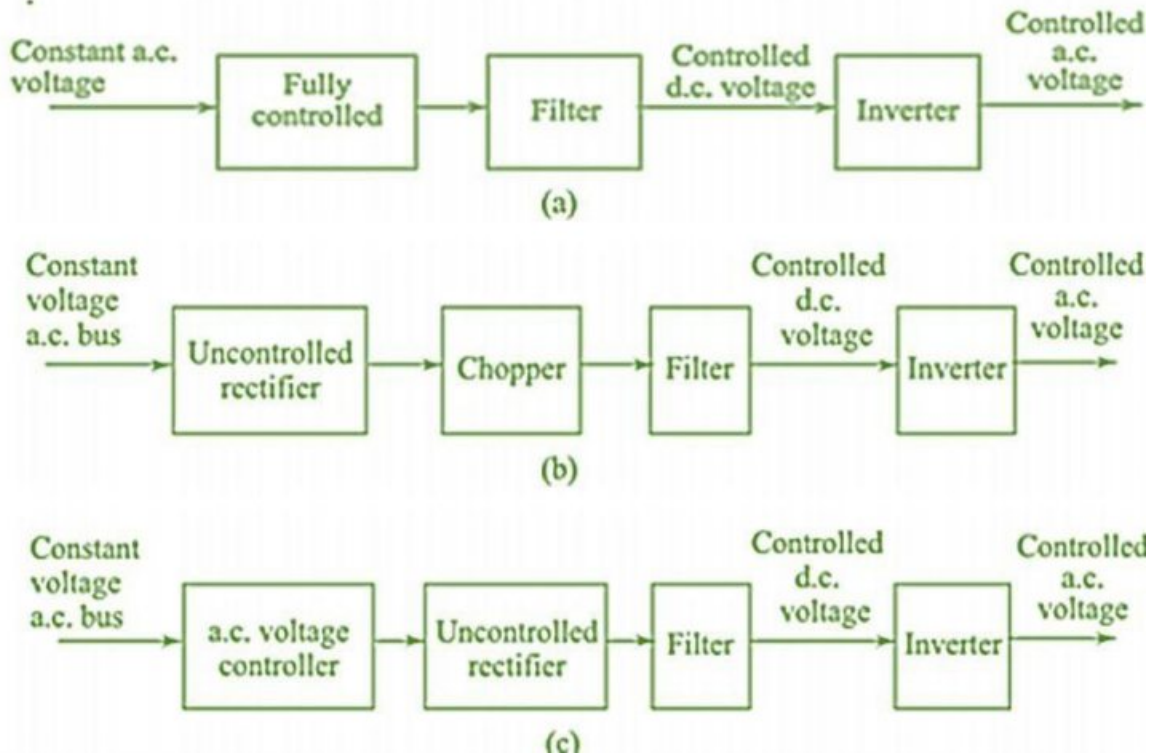 Constant a.c.
voltage
Fully
controlled
Filter
Controlled
d.c. voltage
Inverter
Controlled
a.c.
voltage
(a)
Constant
voltage
a.c. bus
Uncontrolled
rectifier
Chopper
Filter
Controlled
d.c.
voltage
Inverter
Controlled
a.c.
voltage
(b)
Constant
voltage
a.c. bus
a.c. voltage
controller
Uncontrolled
rectifier
Filter
Controlled
d.c.
voltage
Inverter
Controlled
a.c.
voltage
(c)